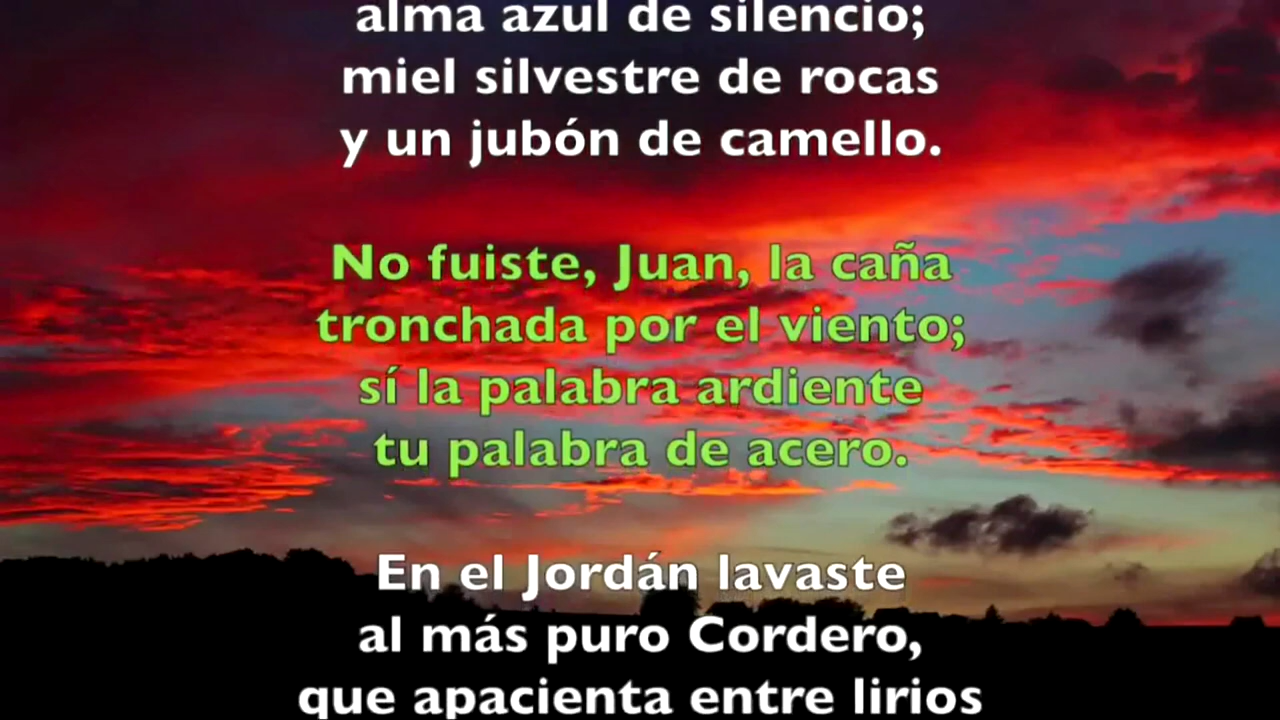 alma azul de silencio;
miel silvestre de rocas
y un jubón de camello.
No fuiste, Juan, la caña
tronchada por el viento;
sí la palabra ardiente
tu palabra de acero.
En el Jordán lavaste
al más puro Cordero,
que apacienta entre lirios